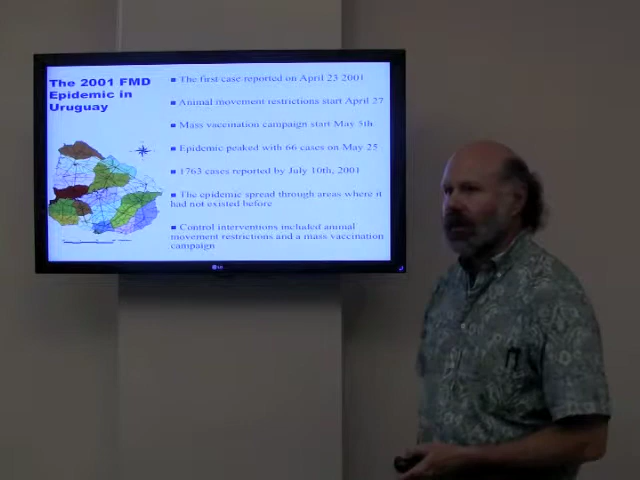 The 2001 FMD
Epidemic in
Uruguay
The first case reported on April 23 2001
Animal movement restrictions start April 27
Mass vaccination campaign start May 5th
Epidemic peaked with 66 cases on May 25
1763 cases reported by July 10th, 2001
The epidemic spread through areas where it
had not existed before
Control interventions included animal
movement restrictions and a mass vaccination
campaign
LG